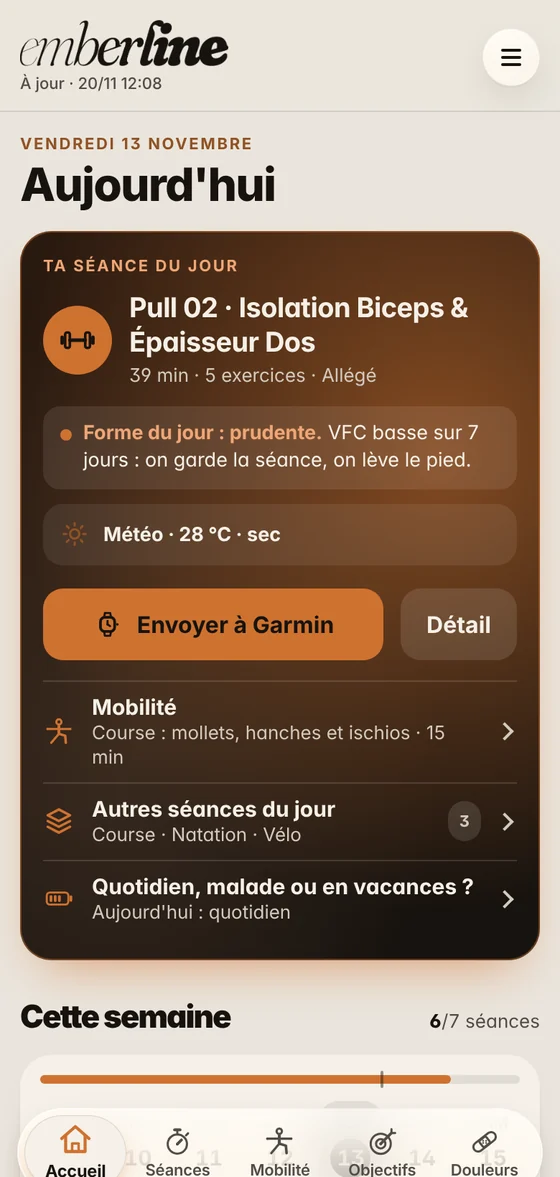 emberline
À jour · 20/11 12:08
VENDREDI 13 NOVEMBRE
Aujourd'hui
TA SÉANCE DU JOUR
Pull 02 · Isolation Biceps &
Épaisseur Dos
39 min · 5 exercices · Allégé
Forme du jour : prudente. VFC basse sur 7
jours : on garde la séance, on lève le pied.
Météo · 28 °C · sec
Envoyer à Garmin
Détail
Mobilité
Course : mollets, hanches et ischios · 15
min
Autres séances du jour
Course · Natation · Vélo
3
Quotidien, malade ou en vacances ?
Aujourd'hui : quotidien
Cette semaine
6/7 séances
10 11 12 13 14 15
Accueil Séances Mobilité Objectifs Douleurs